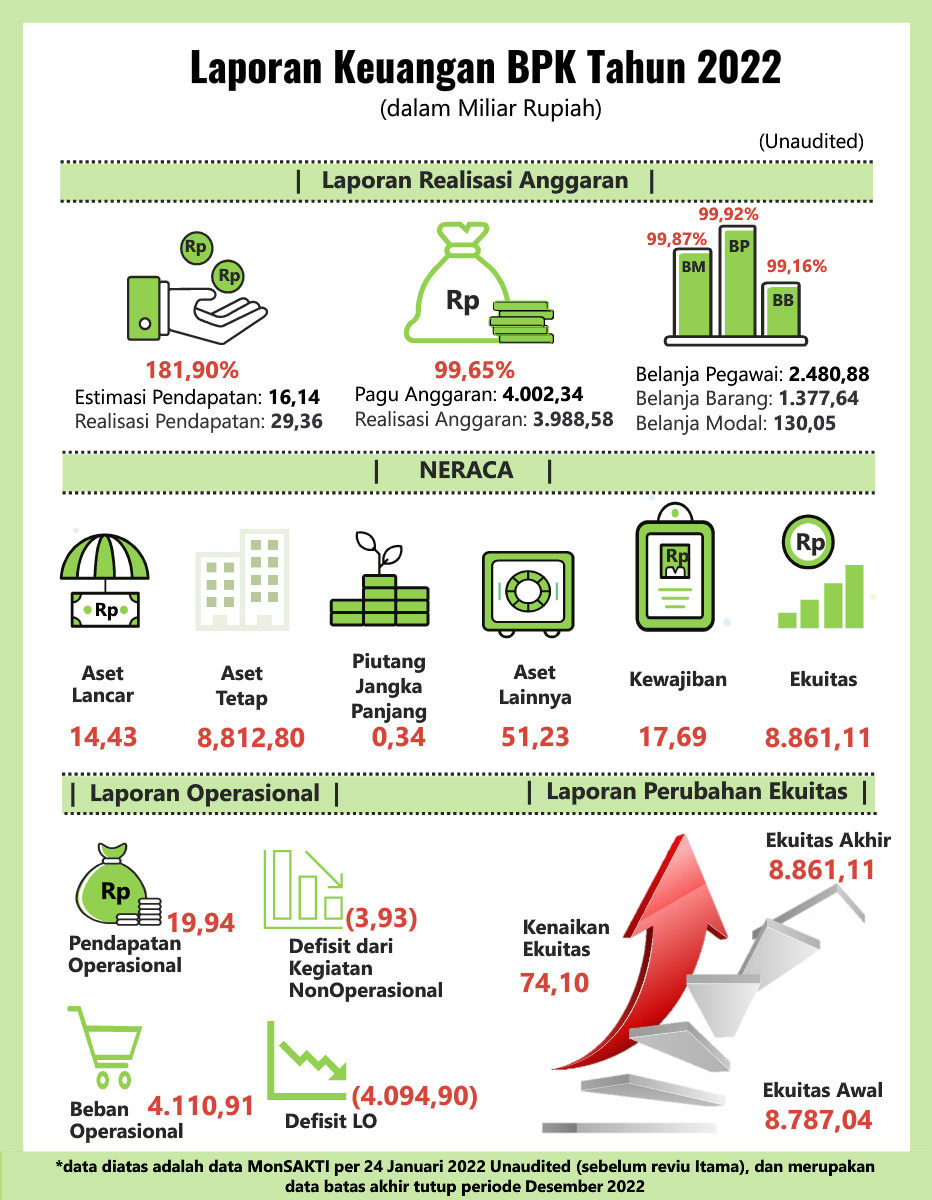 Laporan Keuangan BPK Tahun 2022
(dalam Miliar Rupiah)
(Unaudited)
| Laporan Realisasi Anggaran |
Rp
Rp
181,90%
Estimasi Pendapatan: 16,14
Realisasi Pendapatan: 29,36
Rp
99,65%
Pagu Anggaran: 4.002,34
Realisasi Anggaran: 3.988,58
99,92%
99,87%
99,16%
BM
BP
BB
Belanja Pegawai: 2.480,88
Belanja Barang: 1.377,64
Belanja Modal: 130,05
| NERACA |
Rp
Aset
Lancar
14,43
Aset
Tetap
8,812,80
Piutang
Jangka
Panjang
0,34
Aset
Lainnya
51,23
Rp
Kewajiban
17,69
Rp
Ekuitas
8.861,11
| Laporan Operasional |
Rp
19,94
Pendapatan
Operasional
(3,93)
Defisit dari
Kegiatan
NonOperasional
Beban 4.110,91
Operasional
(4.094,90)
Defisit LO
| Laporan Perubahan Ekuitas |
Ekuitas Akhir
8.861,11
Kenaikan
Ekuitas
74,10
Ekuitas Awal
8.787,04
*data diatas adalah data MonSAKTI per 24 Januari 2022 Unaudited (sebelum reviu Itama), dan merupakan
data batas akhir tutup periode Desember 2022